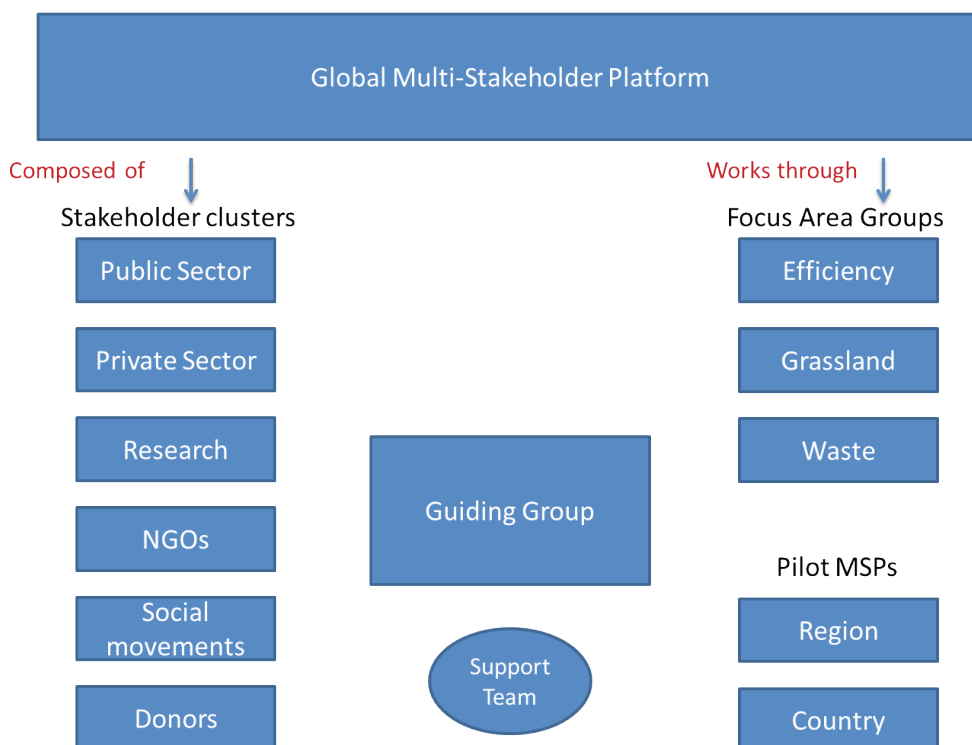 Global Multi-Stakeholder Platform
Composed of
Works through
Stakeholder clusters
Focus Area Groups
Public Sector
Efficiency
Private Sector
Grassland
Research
Waste
Guiding Group
NGOs
Pilot MSPs
Social
movements
Region
Support
Team
Donors
Country